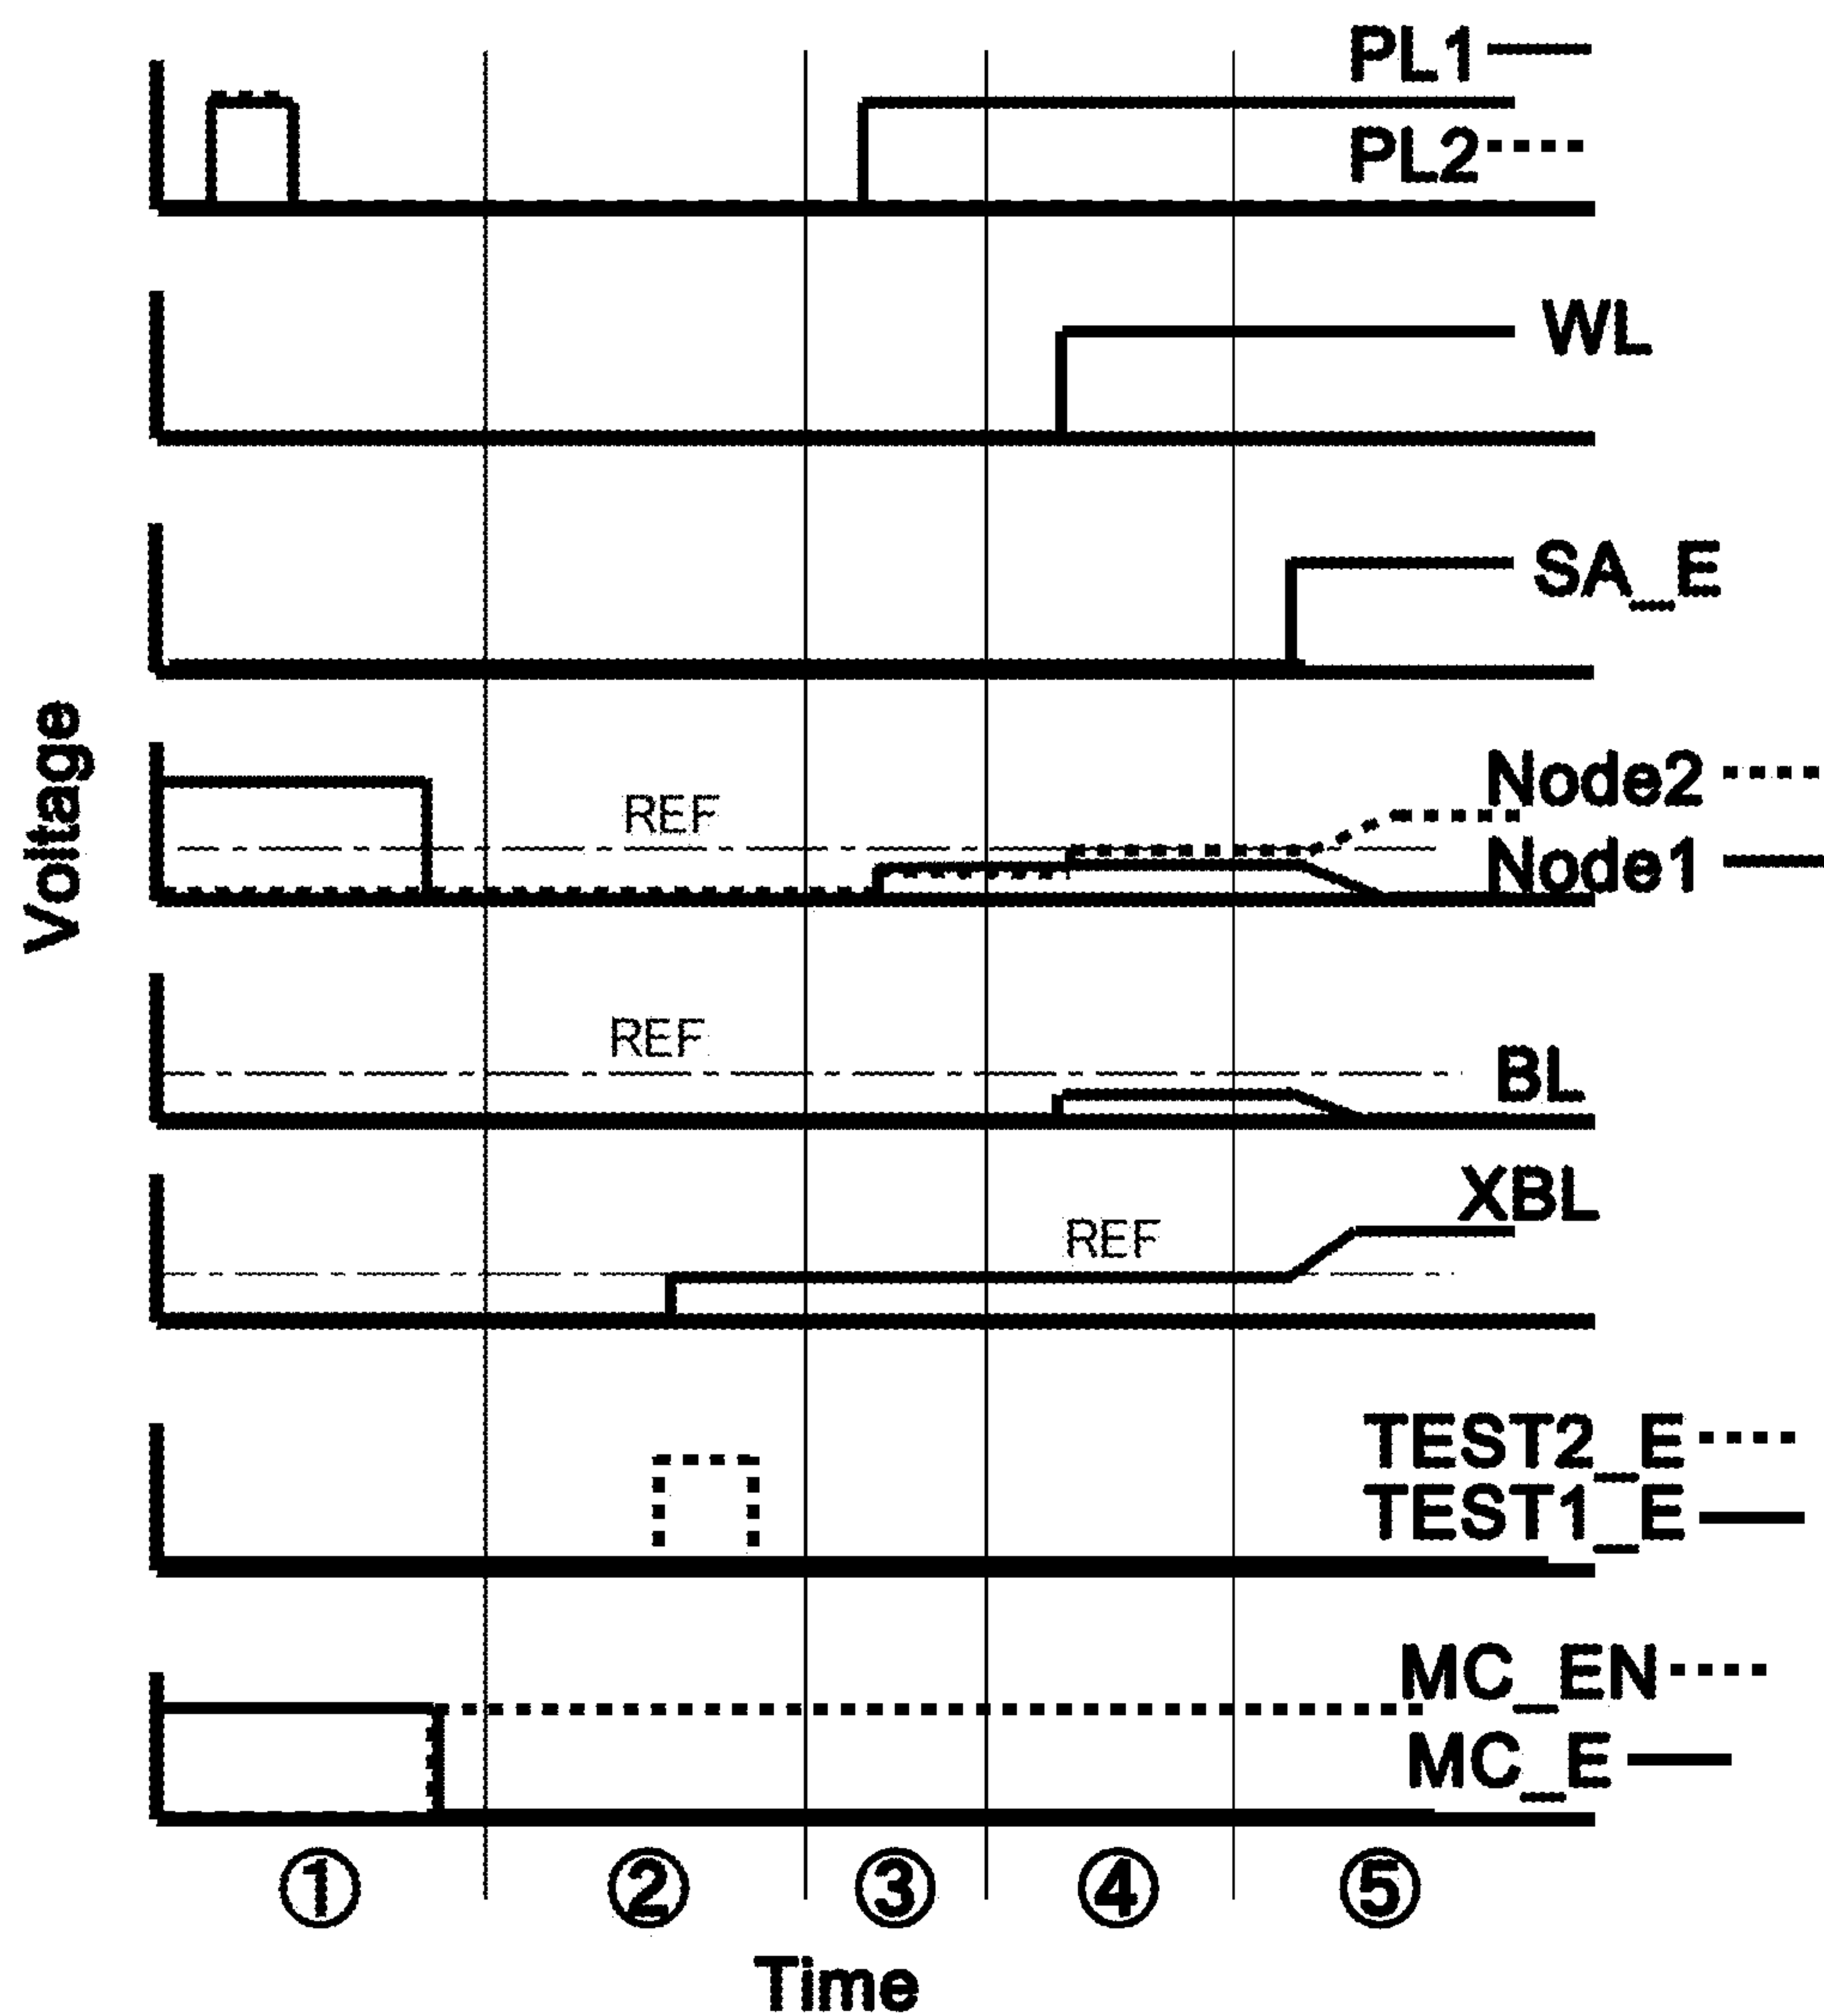 PL1
PL2
WL
SA_E
Voltage
Node2
REF
Node1
REF
BL
XBL
REF
TEST2_E
TEST1_E
MC_EN
MC_E
① ② ③ ④ ⑤
Time